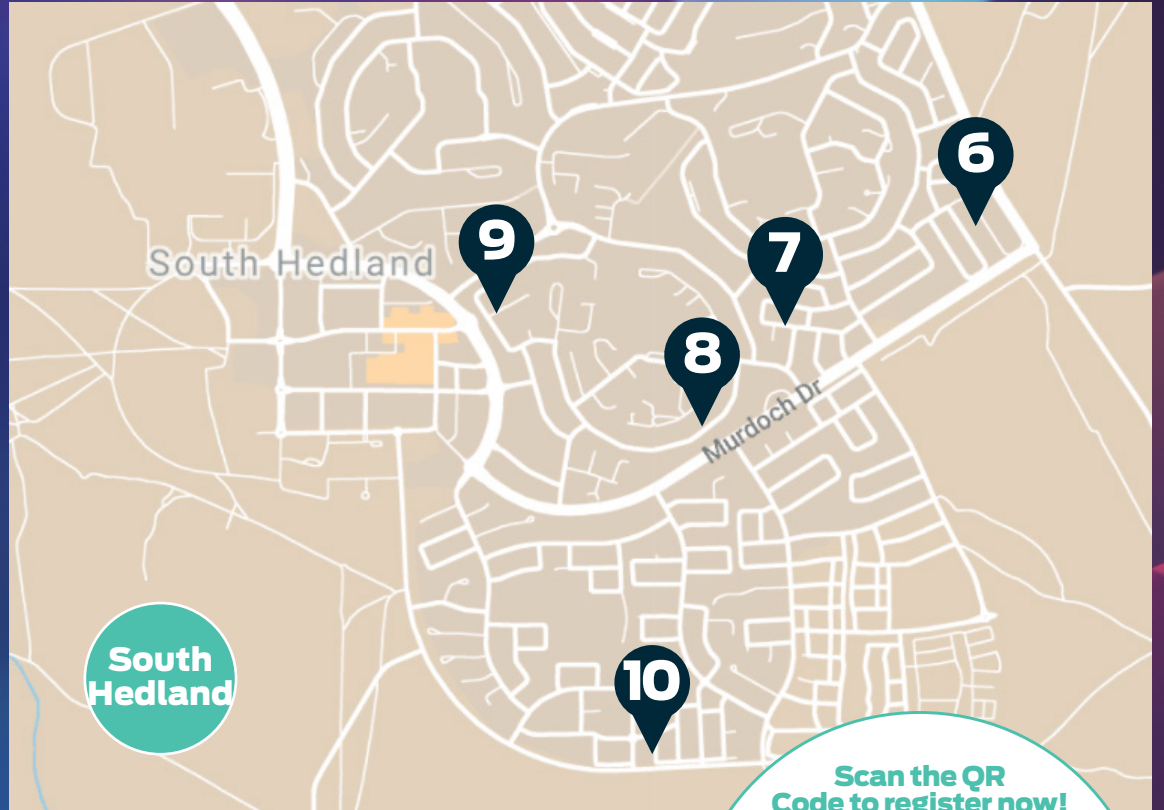 6
9
South Hedland
7
8
Murdoch Dr
South
Hedland
10
Scan the QR
Code to register now!